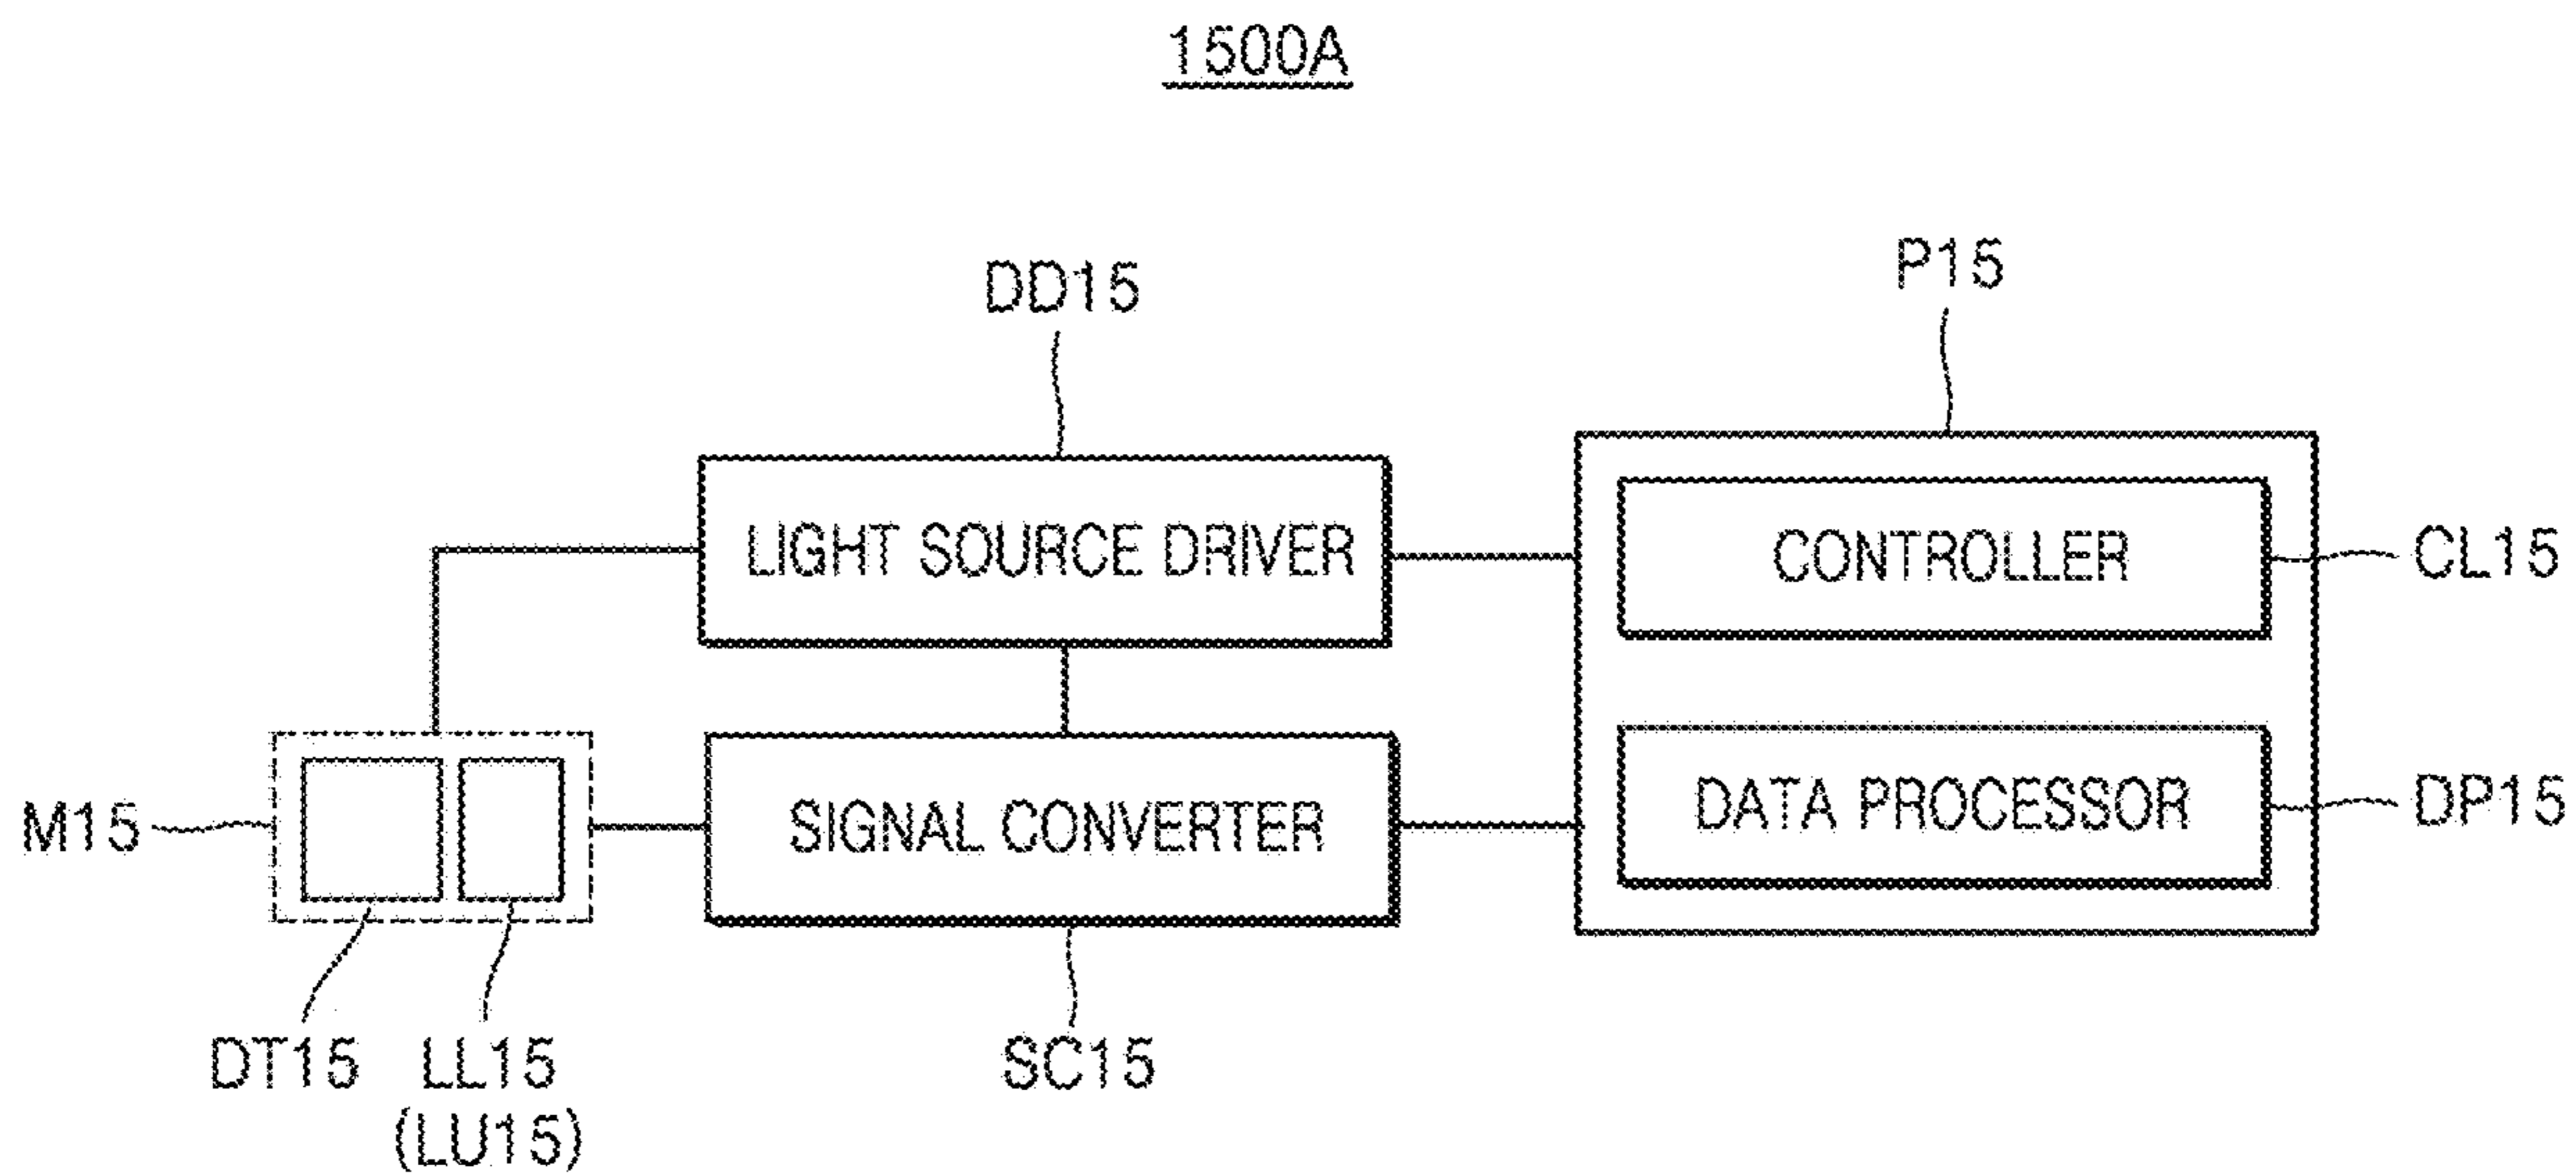 1500A
DD15
P15
LIGHT SOURCE DRIVER
CONTROLLER
CL15
M15
SIGNAL CONVERTER
DATA PROCESSOR
DP15
DT15
LL15
(LU15)
SC15